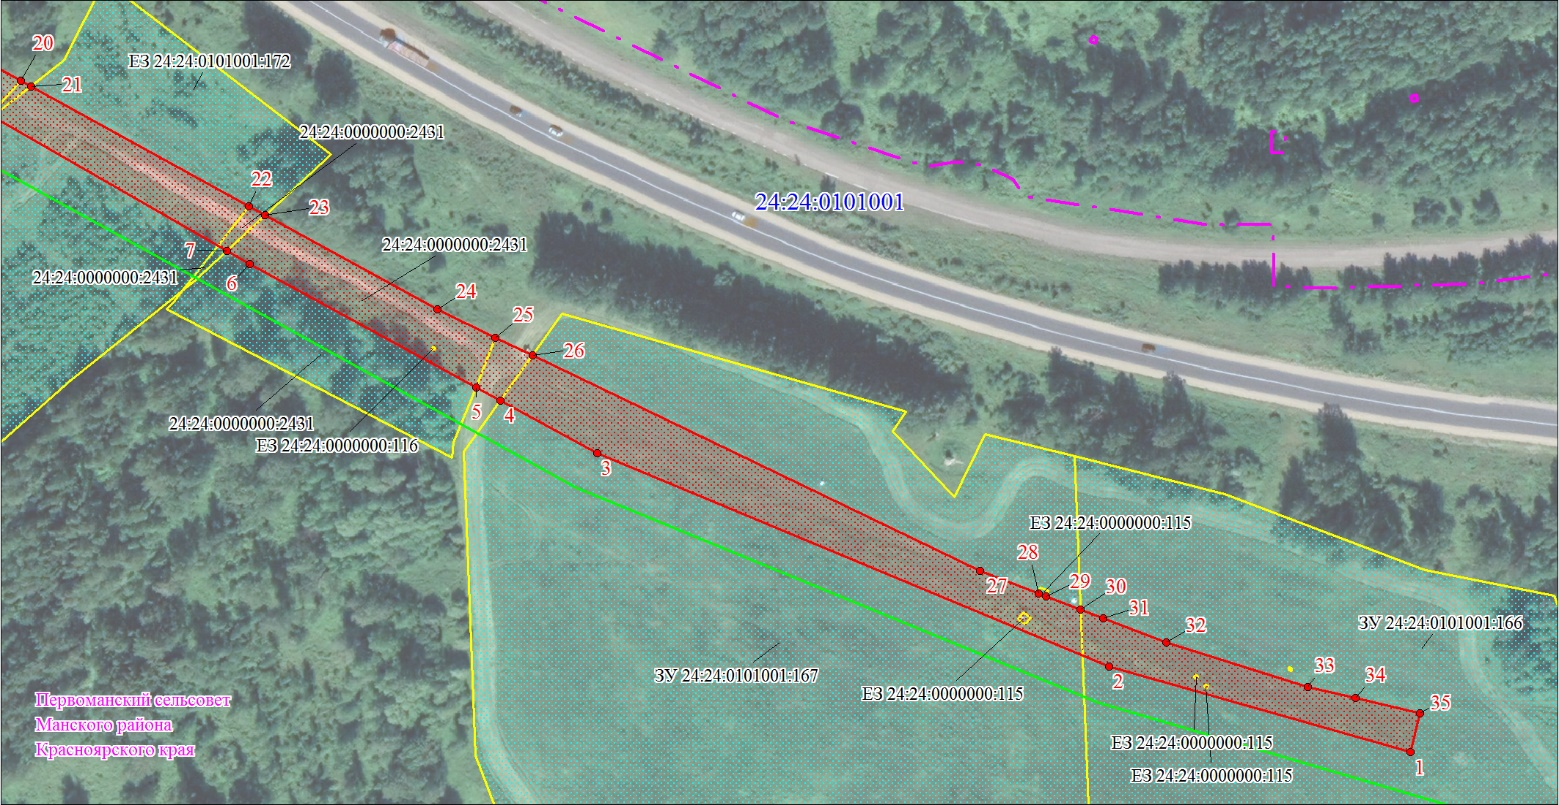 20
ЕЗ 24:24:0101001:172
21
24:24:0000000:2431
22
24:24:0101001
23
24:24:0000000:2431
7
6
24:24:0000000:2431
24
25
26
5
4
24:24:0000000:2431
ЕЗ 24:24:0000000:116
3
ЕЗ 24:24:0000000:115
28
27
29
30
31
32
ЗУ 24:24:0101001:166
33
34
35
ЗУ 24:24:0101001:167
2
ЕЗ 24:24:0000000:115
Первоманский сельсовет
Манского района
Красноярского края
ЕЗ 24:24:0000000:115
ЕЗ 24:24:0000000:115
1